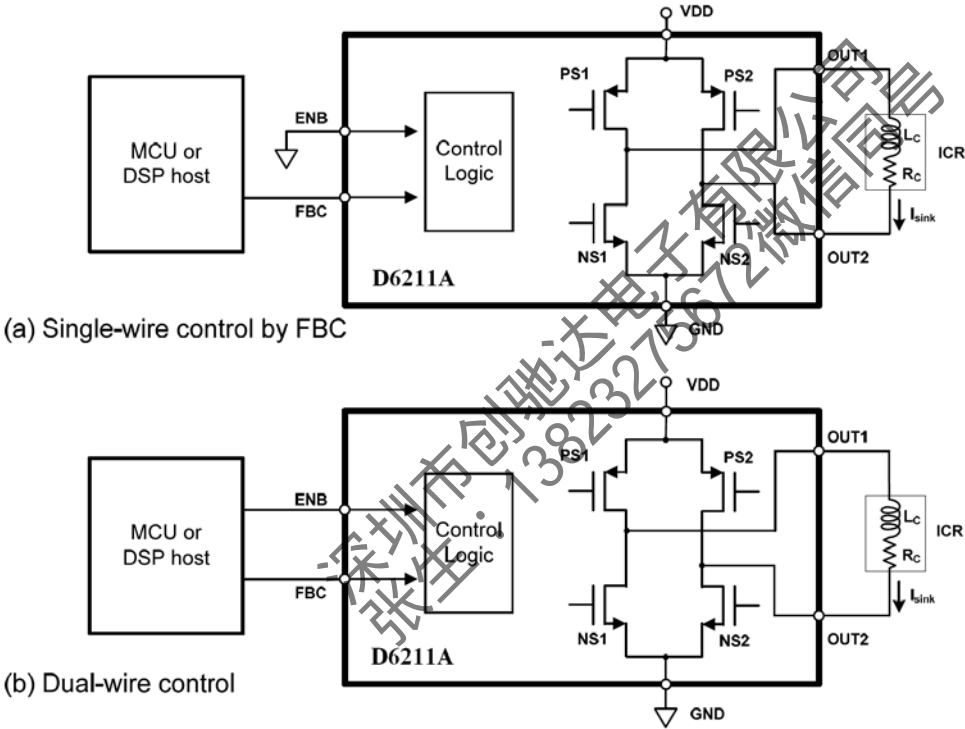 VDD
OUT1
PS1
PS2
ENB
MCU or
DSP host
Control
Logic
LC
RC
ICR
Isink
FBC
NS1
NS2
OUT2
D6211A
GND
(a) Single-wire control by FBC
VDD
OUT1
PS1
PS2
ENB
MCU or
DSP host
Control
Logic
LC
RC
ICR
Isink
FBC
NS1
NS2
OUT2
D6211A
GND
(b) Dual-wire control
深圳市创驰达电子有限公司
张生：13823275672微信同号